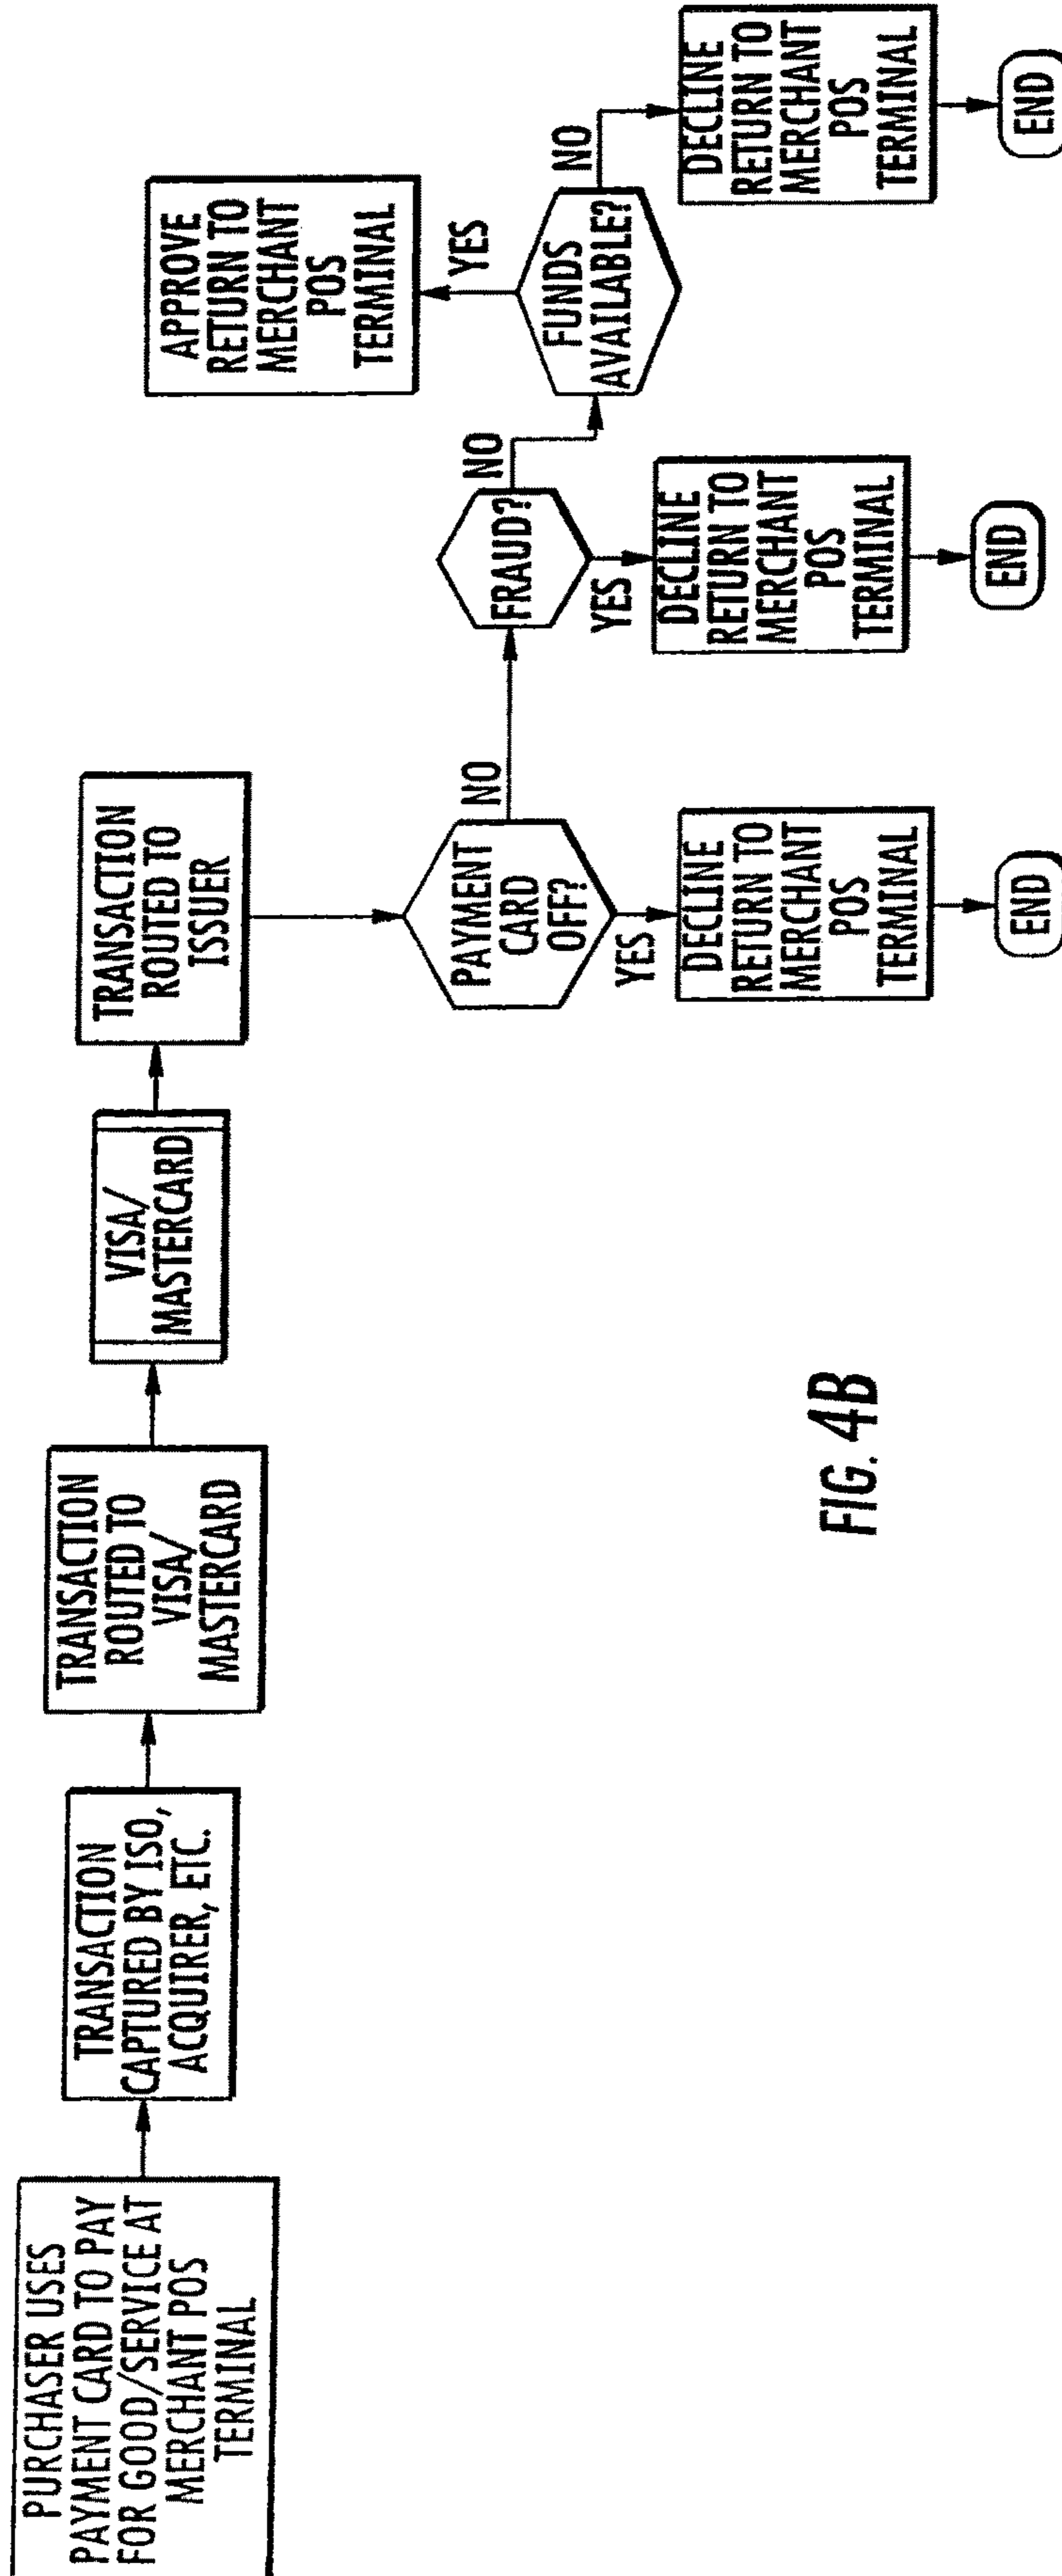 PURCHASER USES
PAYMENT CARD TO PAY
FOR GOOD/SERVICE AT
MERCHANT POS
TERMINAL
TRANSACTION
CAPTURED BY ISO,
ACQUIRER, ETC.
TRANSACTION
ROUTED TO
VISA/
MASTERCARD
VISA/
MASTERCARD
TRANSACTION
ROUTED TO
ISSUER
PAYMENT
CARD
OFF?
YES
DECLINE
RETURN TO
MERCHANT
POS
TERMINAL
END
NO
FRAUD?
YES
DECLINE
RETURN TO
MERCHANT
POS
TERMINAL
END
NO
FUNDS
AVAILABLE?
YES
APPROVE
RETURN TO
MERCHANT
POS
TERMINAL
NO
DECLINE
RETURN TO
MERCHANT
POS
TERMINAL
END
FIG. 4B